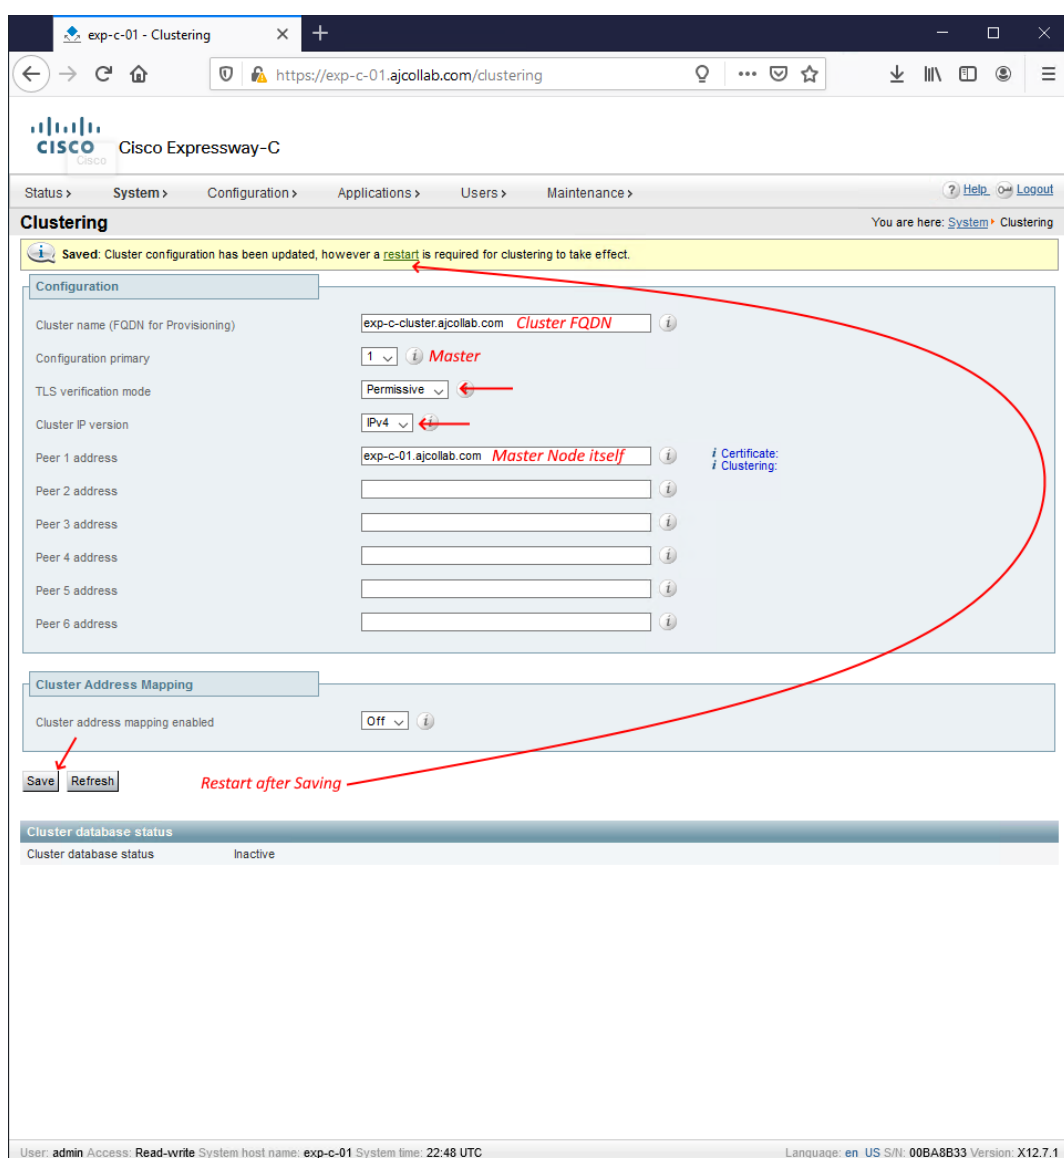 exp-c-01 - Clustering
https://exp-c-01.ajcollab.com/clustering
CISCO Cisco Expressway-C
Cisco
Status > System > Configuration > Applications > Users > Maintenance > Help Logout
Clustering You are here: System Clustering
Saved: Cluster configuration has been updated, however a restart is required for clustering to take effect.
Configuration
Cluster name (FQDN for Provisioning) exp-c-cluster.ajcollab.com Cluster FQDN
Configuration primary 1 Master
TLS verification mode Permissive
Cluster IP version IPv4
Peer 1 address exp-c-01.ajcollab.com Master Node itself i Certificate:
i Clustering:
Peer 2 address
Peer 3 address
Peer 4 address
Peer 5 address
Peer 6 address
Cluster Address Mapping
Cluster address mapping enabled Off
Save Refresh Restart after Saving
Cluster database status
Cluster database status Inactive
User: admin Access: Read-write System host name: exp-c-01 System time: 22:48 UTC Language: en_US S/N: 00BA8B33 Version: X12.7.1